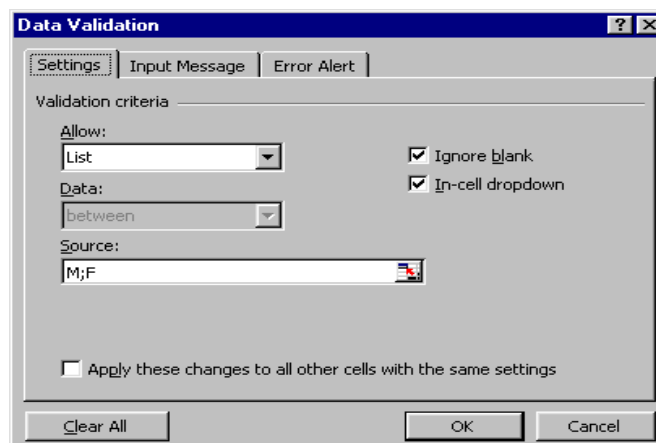 Data Validation
Settings Input Message Error Alert
Validation criteria
Allow:
List
Ignore blank
Data:
In-cell dropdown
between
Source:
M;F
Apply these changes to all other cells with the same settings
Clear All OK Cancel